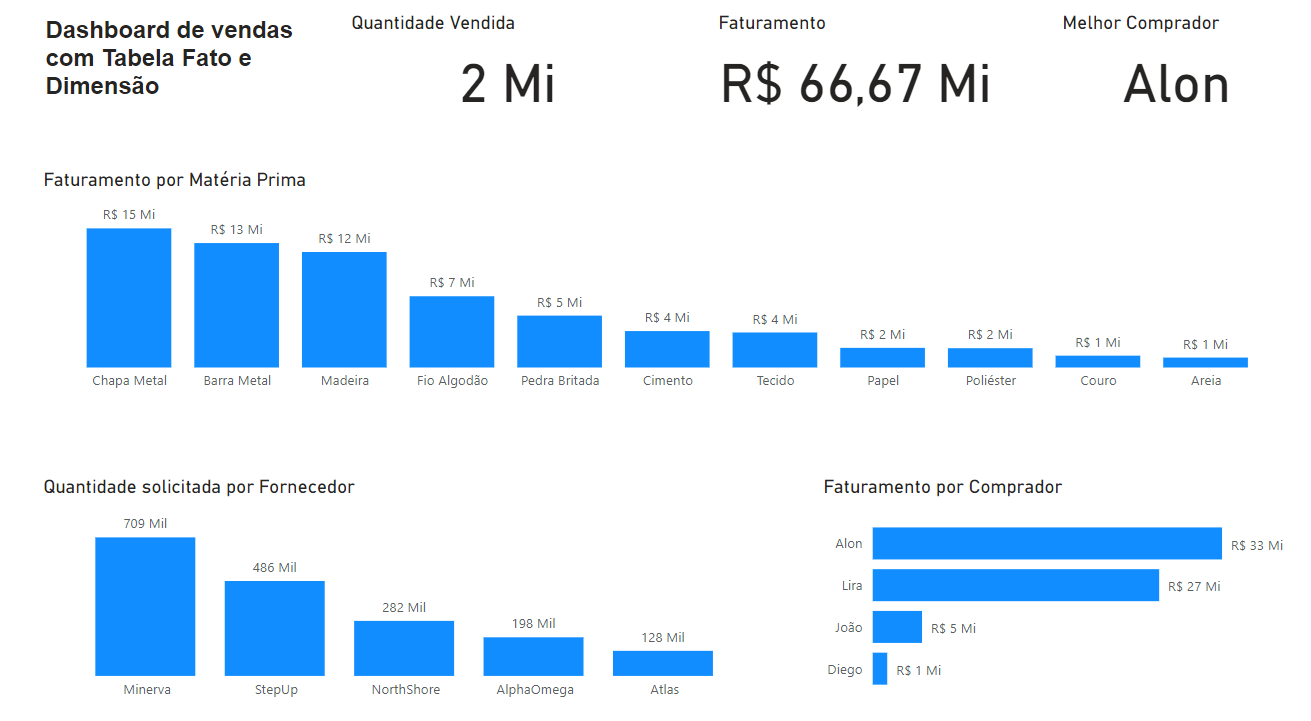 Dashboard de vendas
com Tabela Fato e
Dimensão
Quantidade Vendida
2 Mi
Faturamento
R$ 66,67 Mi
Melhor Comprador
Alon
Faturamento por Matéria Prima
R$ 15 Mi
R$ 13 Mi
R$ 12 Mi
R$ 7 Mi
R$ 5 Mi
R$ 4 Mi
R$ 4 Mi
R$ 2 Mi
R$ 2 Mi
R$ 1 Mi
R$ 1 Mi
Chapa Metal
Barra Metal
Madeira
Fio Algodão
Pedra Britada
Cimento
Tecido
Papel
Poliéster
Couro
Areia
Quantidade solicitada por Fornecedor
709 Mil
486 Mil
282 Mil
198 Mil
128 Mil
Minerva
StepUp
NorthShore
AlphaOmega
Atlas
Faturamento por Comprador
Alon
R$ 33 Mi
Lira
R$ 27 Mi
João
R$ 5 Mi
Diego
R$ 1 Mi